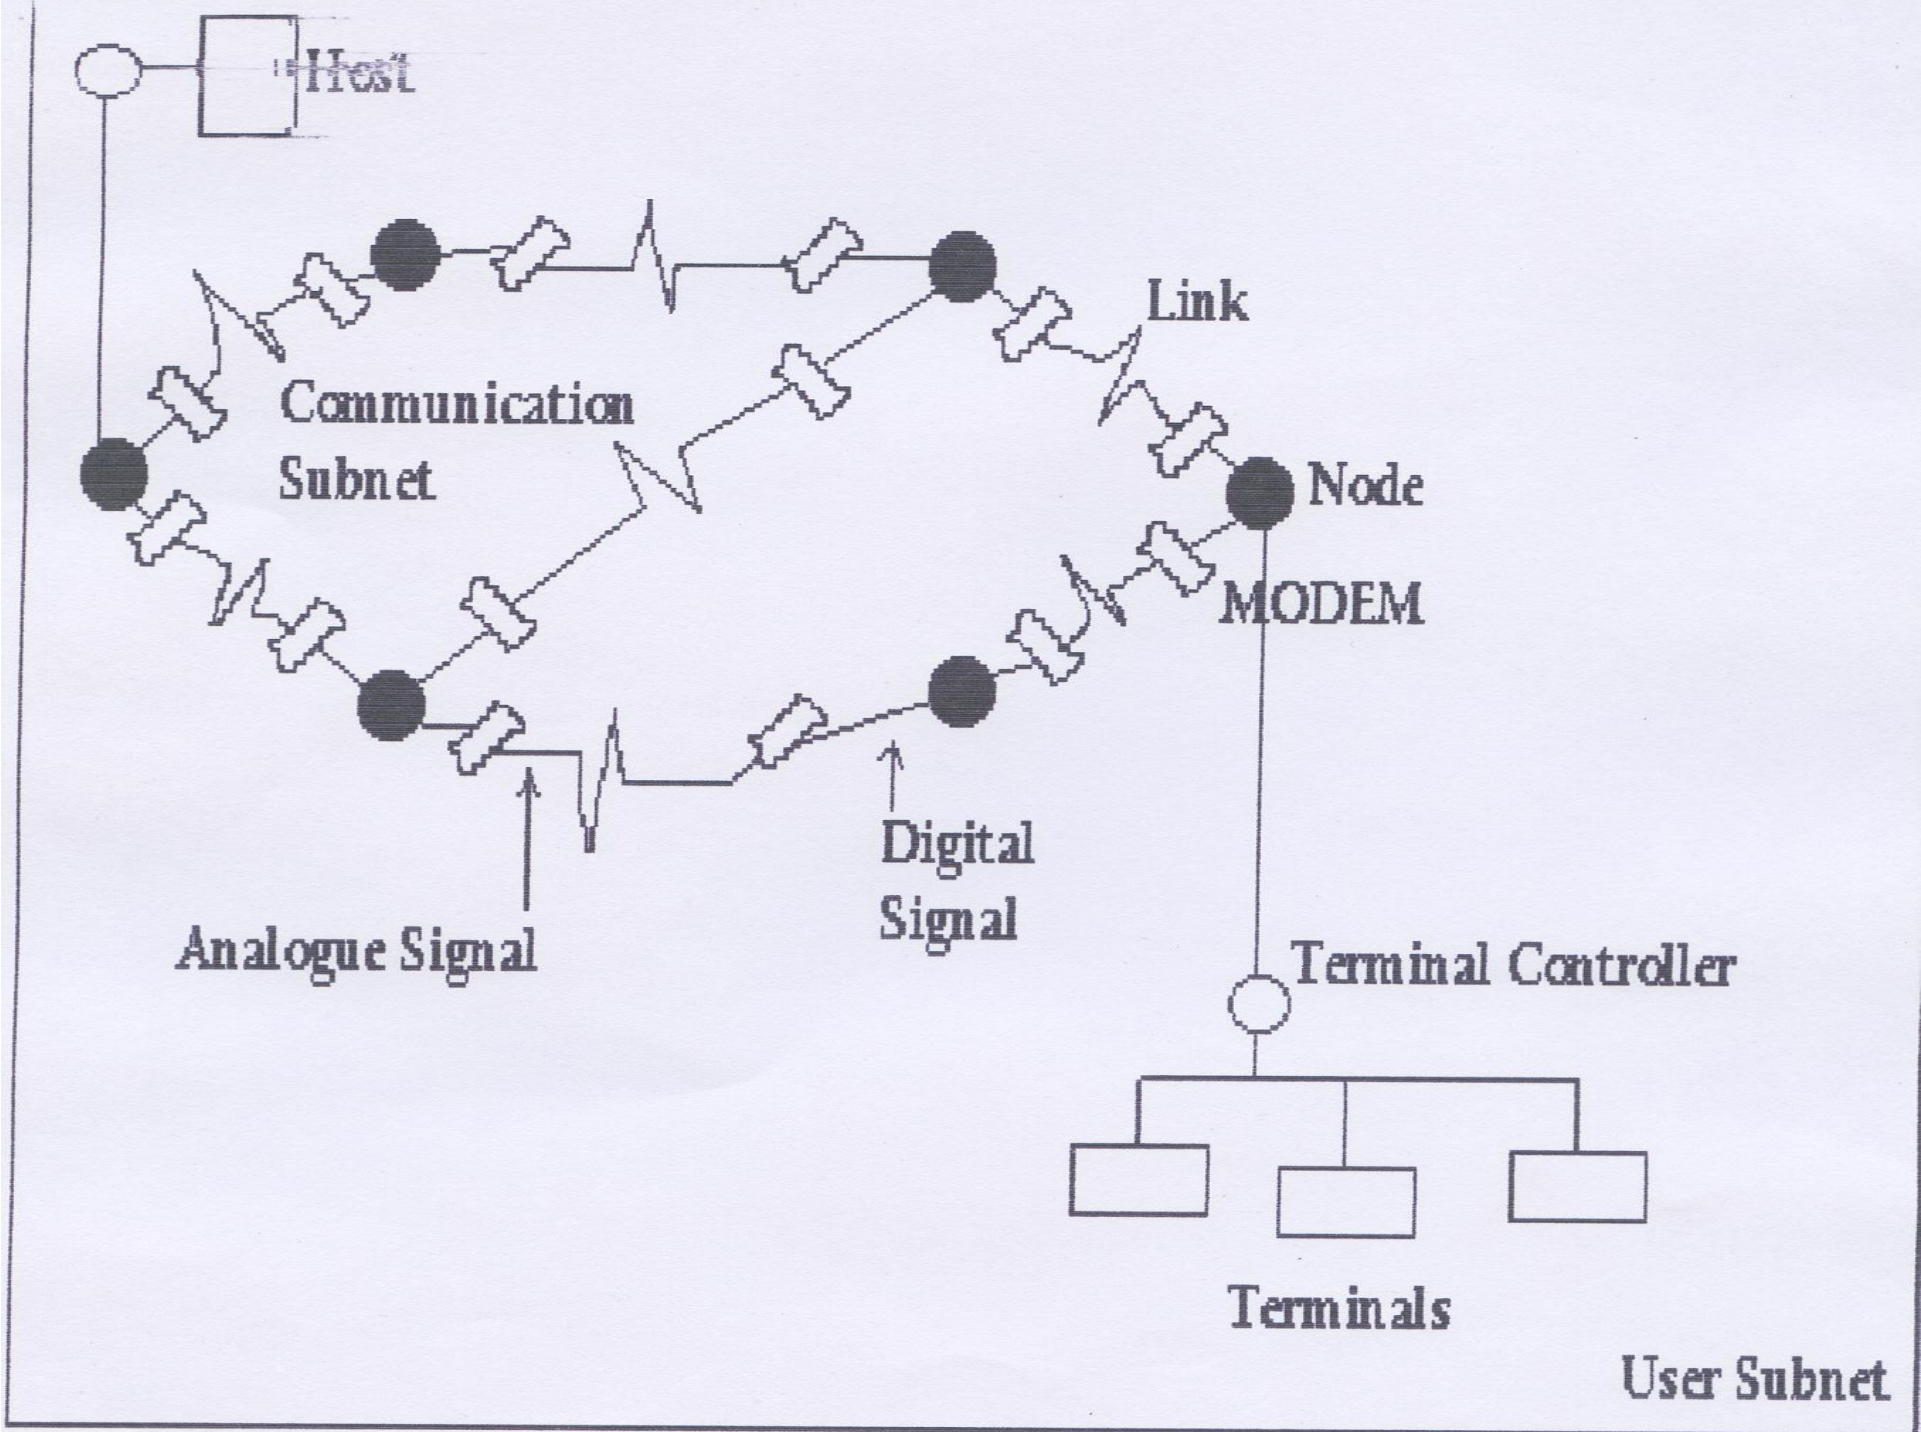 Host
Link
Communication
Subnet
Node
MODEM
Digital
Signal
Analogue Signal
Terminal Controller
Terminals
User Subnet